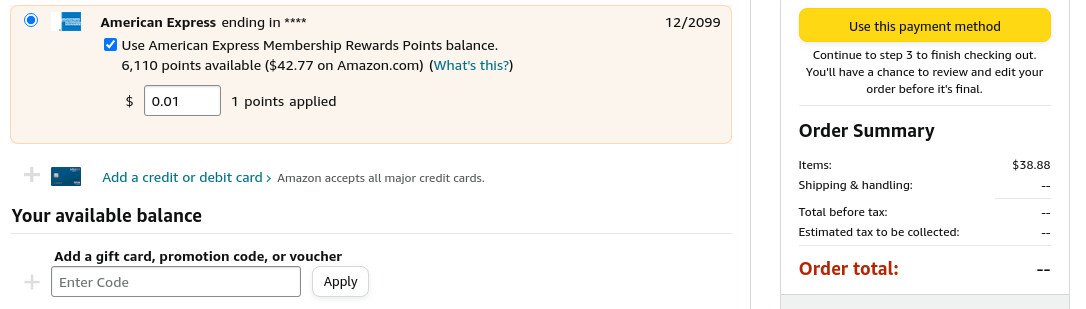 American Express ending in ****
12/2099
Use American Express Membership Rewards Points balance.
6,110 points available ($42.77 on Amazon.com) (What's this?)
$ 0.01 1 points applied
Add a credit or debit card › Amazon accepts all major credit cards.
Your available balance
Add a gift card, promotion code, or voucher
Enter Code
Apply
Use this payment method
Continue to step 3 to finish checking out.
You'll have a chance to review and edit your
order before it's final.
Order Summary
Items: $38.88
Shipping & handling: --
Total before tax: --
Estimated tax to be collected: --
Order total: --